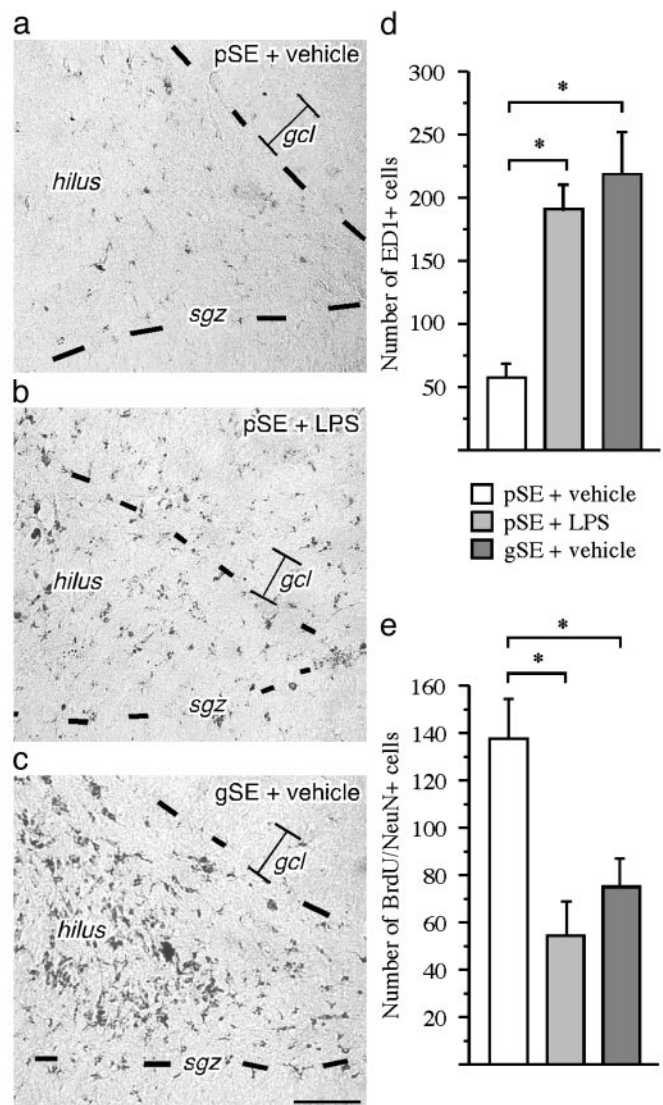 a
pSE + vehicle
gcl
hilus
sgz
b
pSE + LPS
gcl
hilus
sgz
c
gSE + vehicle
gcl
hilus
sgz
d
Number of ED1+ cells
300
250
200
150
100
50
*
*
pSE + vehicle
pSE + LPS
gSE + vehicle
e
Number of BrdU/NeuN+ cells
160
140
120
100
80
60
40
20
*
*